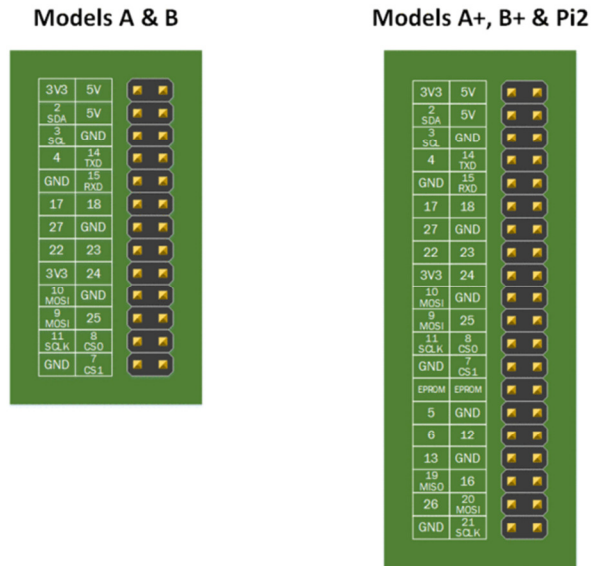 Models A & B
3V3 5V
2 SDA 5V
3 SCL GND
4 14 TXD
GND 15 RXD
17 18
27 GND
22 23
3V3 24
10 MOSI GND
9 MOSI 25
11 SCLK 8 CS0
GND 7 CS1
Models A+, B+ & Pi2
3V3 5V
2 SDA 5V
3 SCL GND
4 14 TXD
GND 15 RXD
17 18
27 GND
22 23
3V3 24
10 MOSI GND
9 MOSI 25
11 SCLK 8 CS0
GND 7 CS1
EPROM EPROM
5 GND
6 12
13 GND
19 MISO 16
26 20 MOSI
GND 21 SCLK